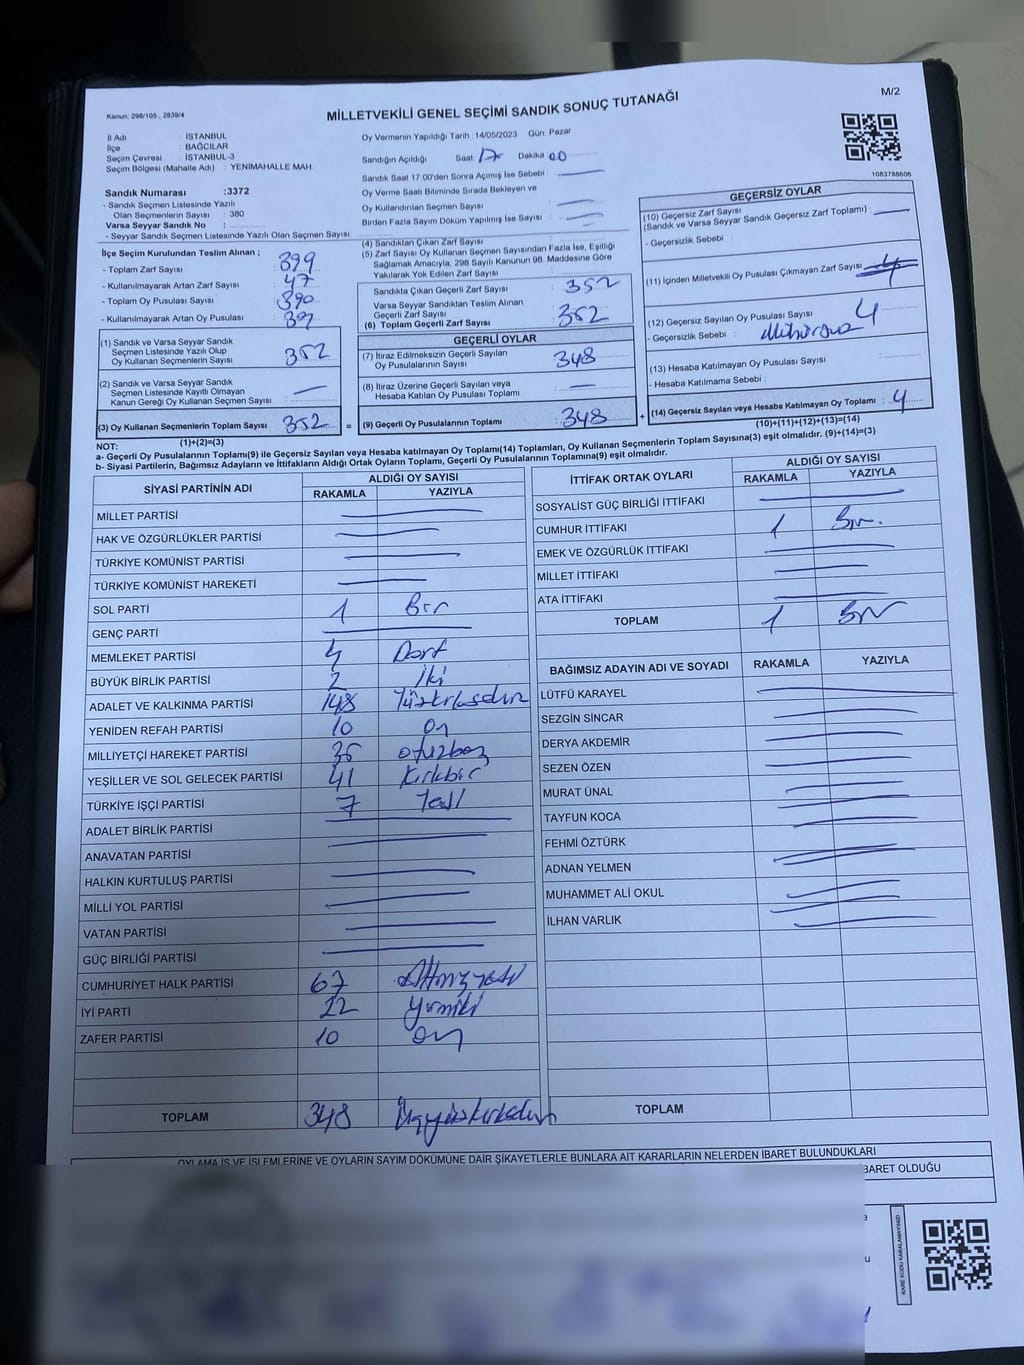 M/2
Kanun: 298/105 , 2839/4
MİLLETVEKİLİ GENEL SEÇİMİ SANDIK SONUÇ TUTANAĞI
İl Adı : İSTANBUL
İlçe : BAĞCILAR
Seçim Çevresi : İSTANBUL-3
Seçim Bölgesi (Mahalle Adı) : YENİMAHALLE MAH.
Sandık Numarası :3372
- Sandık Seçmen Listesinde Yazılı
Olan Seçmenlerin Sayısı : 380
Varsa Seyyar Sandık No :
- Seyyar Sandık Seçmen Listesinde Yazılı Olan Seçmen Sayısı:
Oy Vermenin Yapıldığı Tarih :14/05/2023 Gün: Pazar
Sandığın Açıldığı Saat 17 Dakika 00
Sandık Saat 17.00'den Sonra Açımış İse Sebebi :
Oy Verme Saati Bitiminde Sırada Bekleyen ve
Oy Kullandırılan Seçmen Sayısı
Birden Fazla Sayım Döküm Yapılmış İse Sayısı
1083788606
İlçe Seçim Kurulundan Teslim Alınan ;
- Toplam Zarf Sayısı : 399
- Kullanılmayarak Artan Zarf Sayısı : 47
- Toplam Oy Pusulası Sayısı : 390
- Kullanılmayarak Artan Oy Pusulası :
(4) Sandıktan Çıkan Zarf Sayısı
(5) Zarf Sayısı Oy Kullanan Seçmen Sayısından Fazla İse, Eşitliği
Sağlamak Amacıyla, 298 Sayılı Kanunun 98. Maddesine Göre
Yakılarak Yok Edilen Zarf Sayısı
Sandıkta Çıkan Geçerli Zarf Sayısı : 352
Varsa Seyyar Sandıktan Teslim Alınan
Geçerli Zarf Sayısı
(6) Toplam Geçerli Zarf Sayısı : 352
GEÇERSİZ OYLAR
(10) Geçersiz Zarf Sayısı
(Sandık ve Varsa Seyyar Sandık Geçersiz Zarf Toplamı) :
- Geçersizlik Sebebi :
(11) İçinden Milletvekili Oy Pusulası Çıkmayan Zarf Sayısı
(12) Geçersiz Sayılan Oy Pusulası Sayısı : 4
- Geçersizlik Sebebi : Mühürsüz
(13) Hesaba Katılmayan Oy Pusulası Sayısı :
- Hesaba Katılmama Sebebi :
(14) Geçersiz Sayılan veya Hesaba Katılmayan Oy Toplamı : 4
(10)+(11)+(12)+(13)=(14)
(1) Sandık ve Varsa Seyyar Sandık
Seçmen Listesinde Yazılı Olup
Oy Kullanan Seçmenlerin Sayısı : 352
(2) Sandık ve Varsa Seyyar Sandık
Seçmen Listesinde Kayıtlı Olmayan
Kanun Gereği Oy Kullanan Seçmen Sayısı :
(3) Oy Kullanan Seçmenlerin Toplam Sayısı : 352 =
(1)+(2)=(3)
GEÇERLİ OYLAR
(7) İtiraz Edilmeksizin Geçerli Sayılan
Oy Pusulalarının Sayısı : 348
(8) İtiraz Üzerine Geçerli Sayılan veya
Hesaba Katılan Oy Pusulası Toplamı
(9) Geçerli Oy Pusulalarının Toplamı : 348 +
NOT:
a- Geçerli Oy Pusulalarının Toplamı(9) ile Geçersiz Sayılan veya Hesaba katılmayan Oy Toplamı(14) Toplamları, Oy Kullanan Seçmenlerin Toplam Sayısına(3) eşit olmalıdır. (9)+(14)=(3)
b- Siyasi Partilerin, Bağımsız Adayların ve İttifakların Aldığı Ortak Oyların Toplamı, Geçerli Oy Pusulalarının Toplamına(9) eşit olmalıdır.
SİYASİ PARTİNİN ADI ALDIĞI OY SAYISI
RAKAMLA YAZIYLA
MİLLET PARTİSİ
HAK VE ÖZGÜRLÜKLER PARTİSİ
TÜRKİYE KOMÜNİST PARTİSİ
TÜRKİYE KOMÜNİST HAREKETİ
SOL PARTİ 1 Bir
GENÇ PARTİ
MEMLEKET PARTİSİ 4 Dört
BÜYÜK BİRLİK PARTİSİ 2 İki
ADALET VE KALKINMA PARTİSİ 148 Yüzkırksekiz
YENİDEN REFAH PARTİSİ 10 On
MİLLİYETÇİ HAREKET PARTİSİ 35 otuzbeş
YEŞİLLER VE SOL GELECEK PARTİSİ 41 Kırkbir
TÜRKİYE İŞÇİ PARTİSİ 7 Yedi
ADALET BİRLİK PARTİSİ
ANAVATAN PARTİSİ
HALKIN KURTULUŞ PARTİSİ
MİLLİ YOL PARTİSİ
VATAN PARTİSİ
GÜÇ BİRLİĞİ PARTİSİ
CUMHURİYET HALK PARTİSİ 67 Altmışyedi
İYİ PARTİ 22 yirmiiki
ZAFER PARTİSİ 10 On
TOPLAM 348 Üçyüzkırksekiz
İTTİFAK ORTAK OYLARI ALDIĞI OY SAYISI
RAKAMLA YAZIYLA
SOSYALİST GÜÇ BİRLİĞİ İTTİFAKI
CUMHUR İTTİFAKI 1 Bir.
EMEK VE ÖZGÜRLÜK İTTİFAKI
MİLLET İTTİFAKI
ATA İTTİFAKI
TOPLAM 1 Bir
BAĞIMSIZ ADAYIN ADI VE SOYADI RAKAMLA YAZIYLA
LÜTFÜ KARAYEL
SEZGİN SİNCAR
DERYA AKDEMİR
SEZEN ÖZEN
MURAT ÜNAL
TAYFUN KOCA
FEHMİ ÖZTÜRK
ADNAN YELMEN
MUHAMMET ALİ OKUL
İLHAN VARLIK
TOPLAM
OYLAMA İŞ VE İŞLEMLERİNE VE OYLARIN SAYIM DÖKÜMÜNE DAİR ŞİKAYETLERLE BUNLARA AİT KARARLARIN NELERDEN İBARET BULUNDUKLARI
İBARET OLDUĞU
KARE KODU KARALAMAYINIZ!